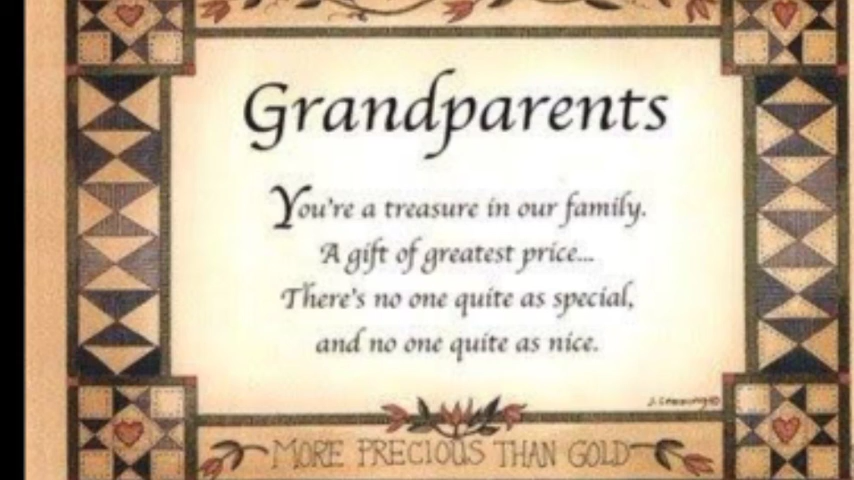 Grandparents
You're a treasure in our family.
A gift of greatest price...
There's no one quite as special,
and no one quite as nice.
MORE PRECIOUS THAN GOLD